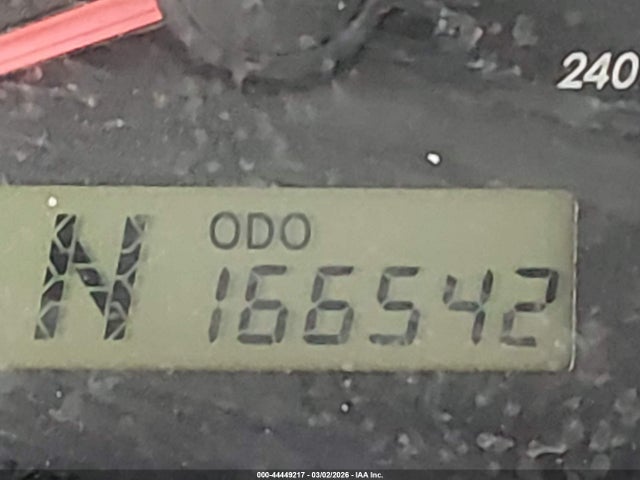 240
ODO
N 166542
000-44449217 - 03/02/2026 - IAA Inc.